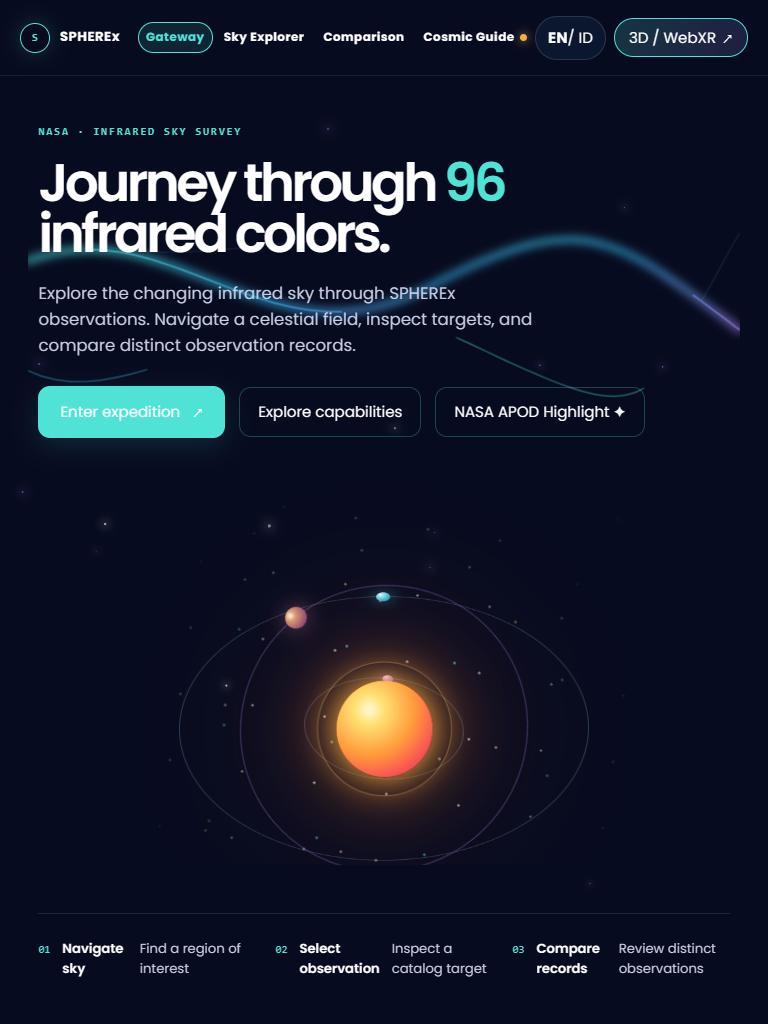 S SPHEREx Gateway Sky Explorer Comparison Cosmic Guide EN/ ID 3D / WebXR ↗
NASA · INFRARED SKY SURVEY
Journey through 96
infrared colors.
Explore the changing infrared sky through SPHEREx
observations. Navigate a celestial field, inspect targets, and
compare distinct observation records.
Enter expedition ↗ Explore capabilities NASA APOD Highlight ✦
01 Navigate sky Find a region of interest
02 Select observation Inspect a catalog target
03 Compare records Review distinct observations